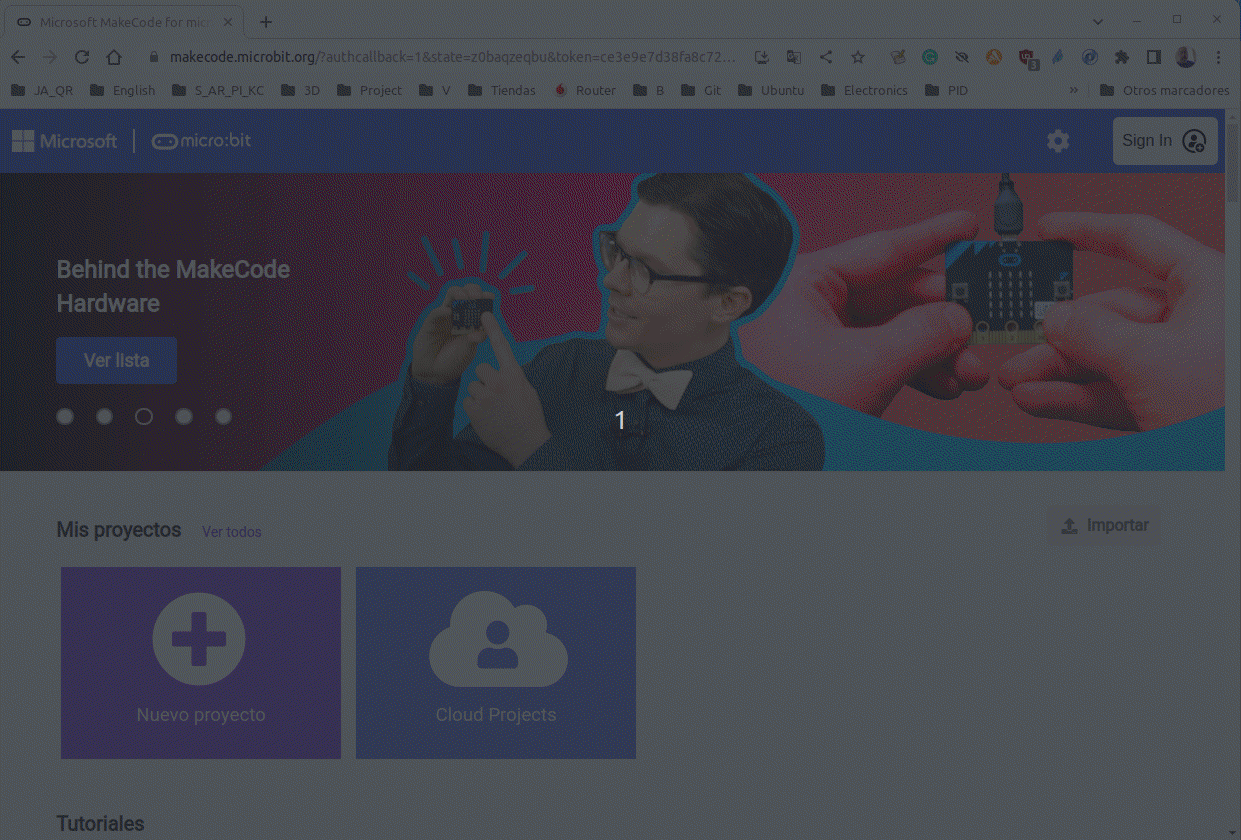 Microsoft MakeCode for micr
makecode.microbit.org/?authcallback=1&state=z0baqzeqbu&token=ce3e9e7d38fa8c72...
3
JA_QR English S_AR_PI_KC 3D Project V Tiendas Router B Git Ubuntu Electronics PID » Otros marcadores
Microsoft micro:bit Sign In
Behind the MakeCode
Hardware
Ver lista
1
Mis proyectos Ver todos Importar
Nuevo proyecto Cloud Projects
Tutoriales